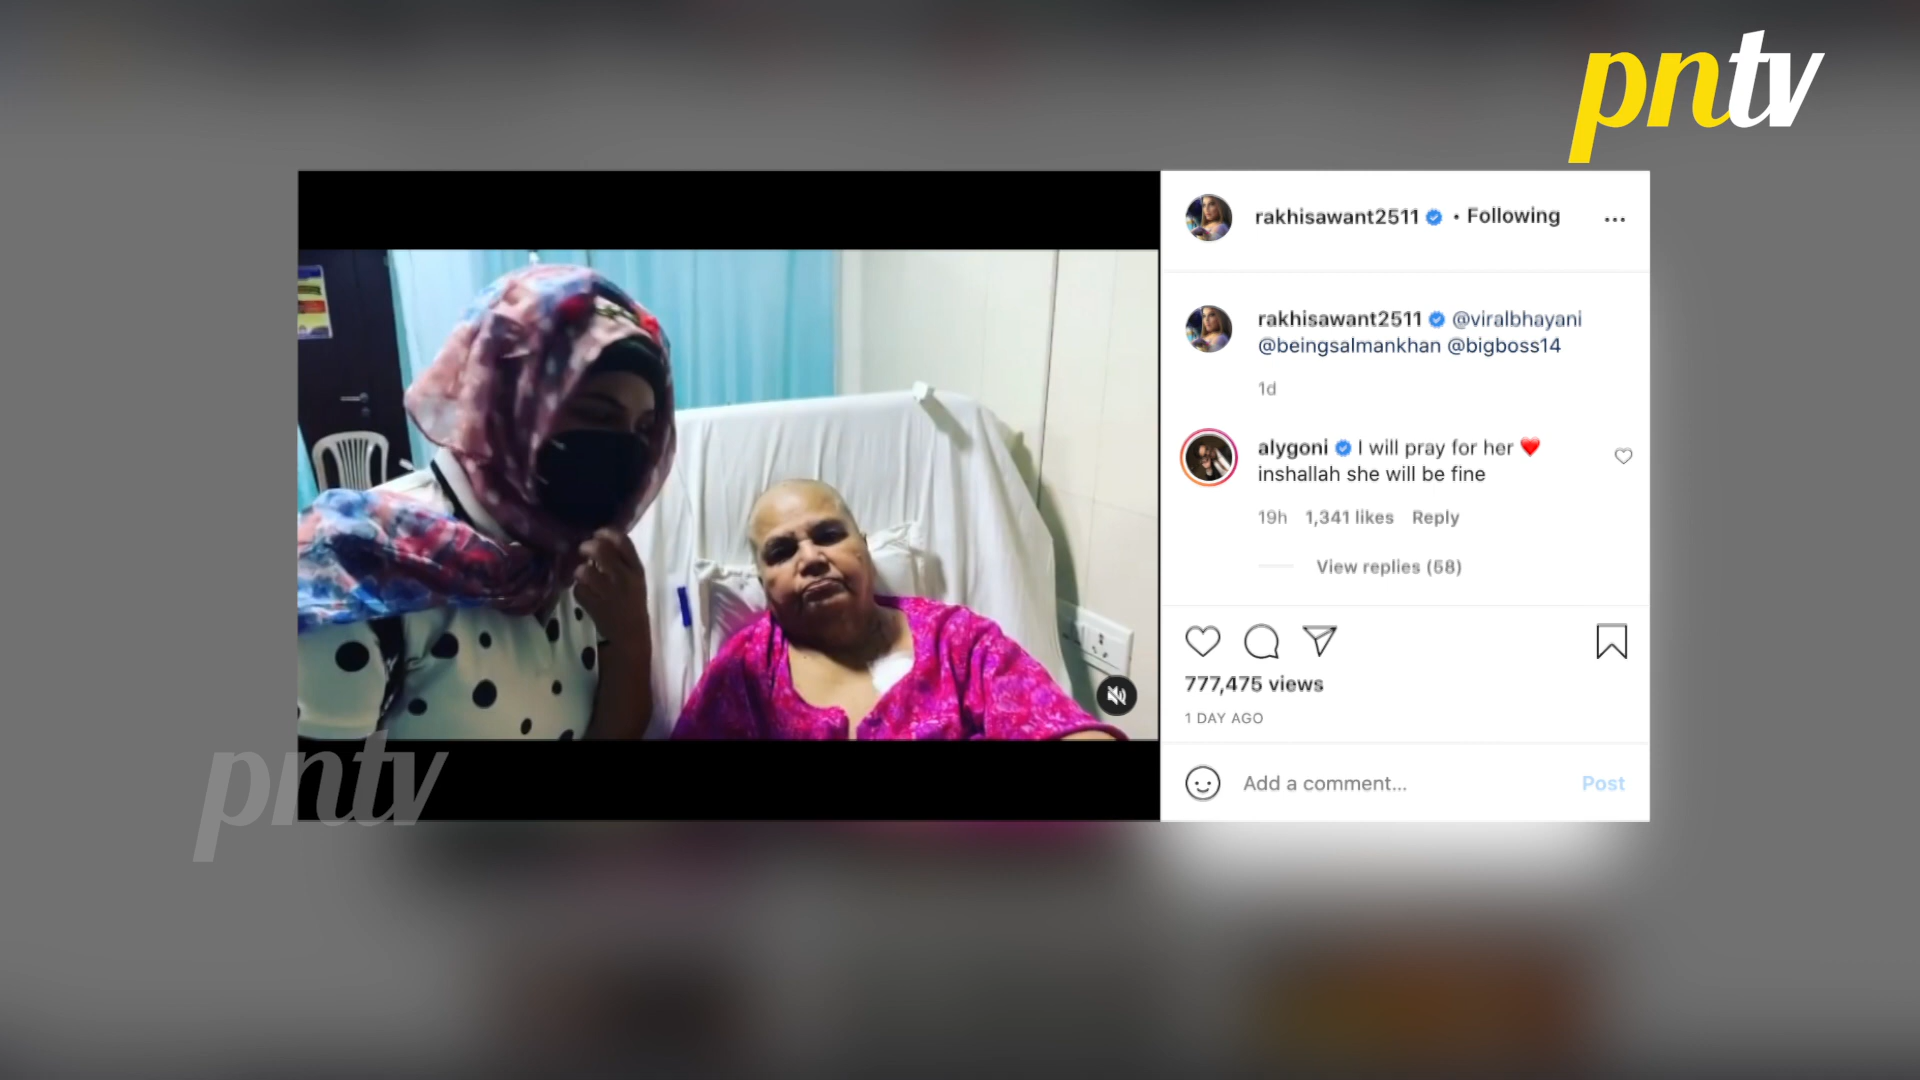 pntv
rakhisawant2511 • Following
rakhisawant2511 @viralbhayani
@beingsalmankhan @bigboss14
1d
alygoni I will pray for her ❤️
inshallah she will be fine
19h 1,341 likes Reply
View replies (58)
777,475 views
1 DAY AGO
Add a comment... Post
pntv